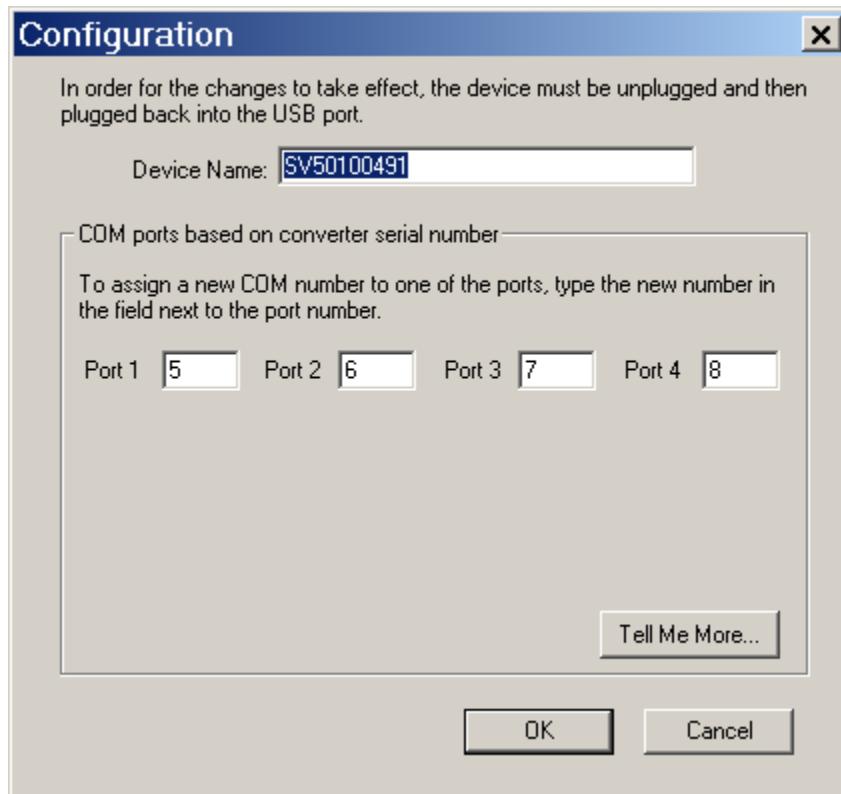 Configuration
In order for the changes to take effect, the device must be unplugged and then
plugged back into the USB port.
Device Name: SV50100491
COM ports based on converter serial number
To assign a new COM number to one of the ports, type the new number in
the field next to the port number.
Port 1 5 Port 2 6 Port 3 7 Port 4 8
Tell Me More...
OK Cancel